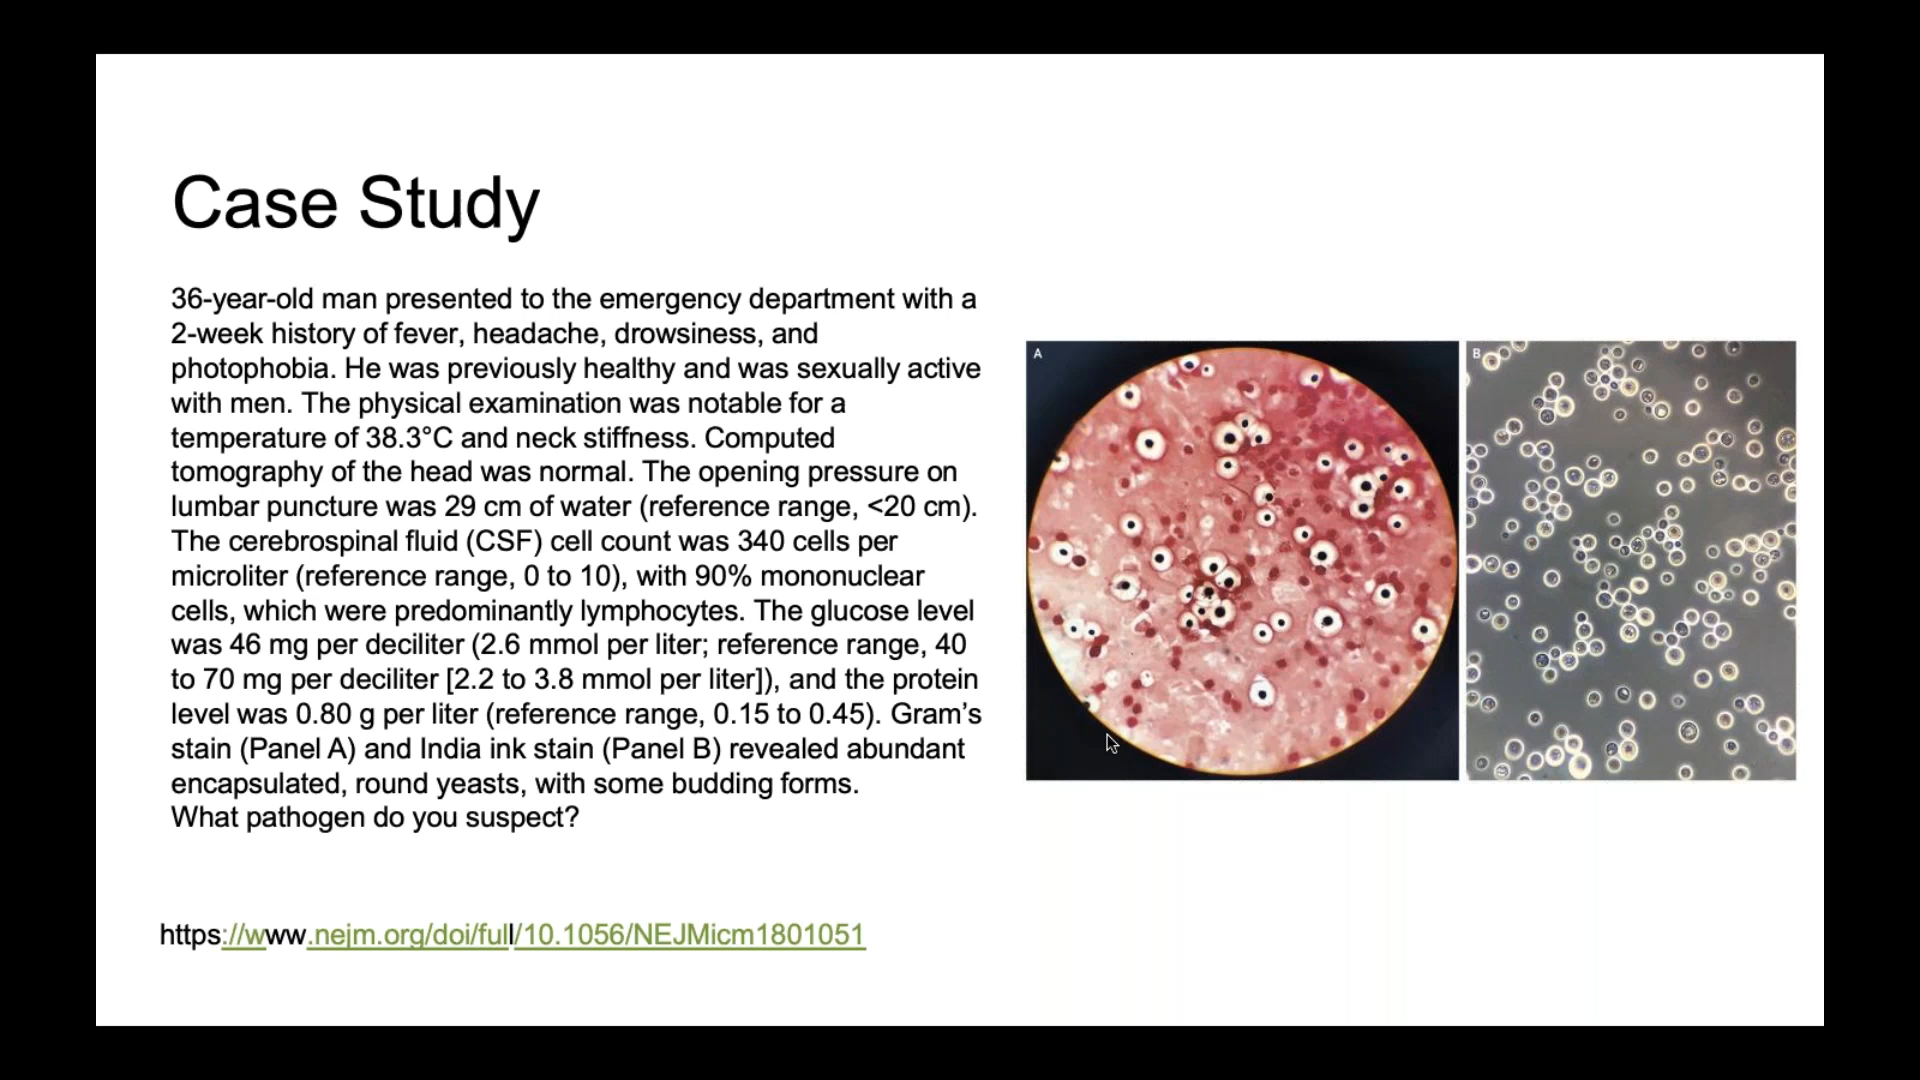 Case Study
36-year-old man presented to the emergency department with a
2-week history of fever, headache, drowsiness, and
photophobia. He was previously healthy and was sexually active
with men. The physical examination was notable for a
temperature of 38.3°C and neck stiffness. Computed
tomography of the head was normal. The opening pressure on
lumbar puncture was 29 cm of water (reference range, <20 cm).
The cerebrospinal fluid (CSF) cell count was 340 cells per
microliter (reference range, 0 to 10), with 90% mononuclear
cells, which were predominantly lymphocytes. The glucose level
was 46 mg per deciliter (2.6 mmol per liter; reference range, 40
to 70 mg per deciliter [2.2 to 3.8 mmol per liter]), and the protein
level was 0.80 g per liter (reference range, 0.15 to 0.45). Gram's
stain (Panel A) and India ink stain (Panel B) revealed abundant
encapsulated, round yeasts, with some budding forms.
What pathogen do you suspect?
A
B
https://www.nejm.org/doi/full/10.1056/NEJMicm1801051